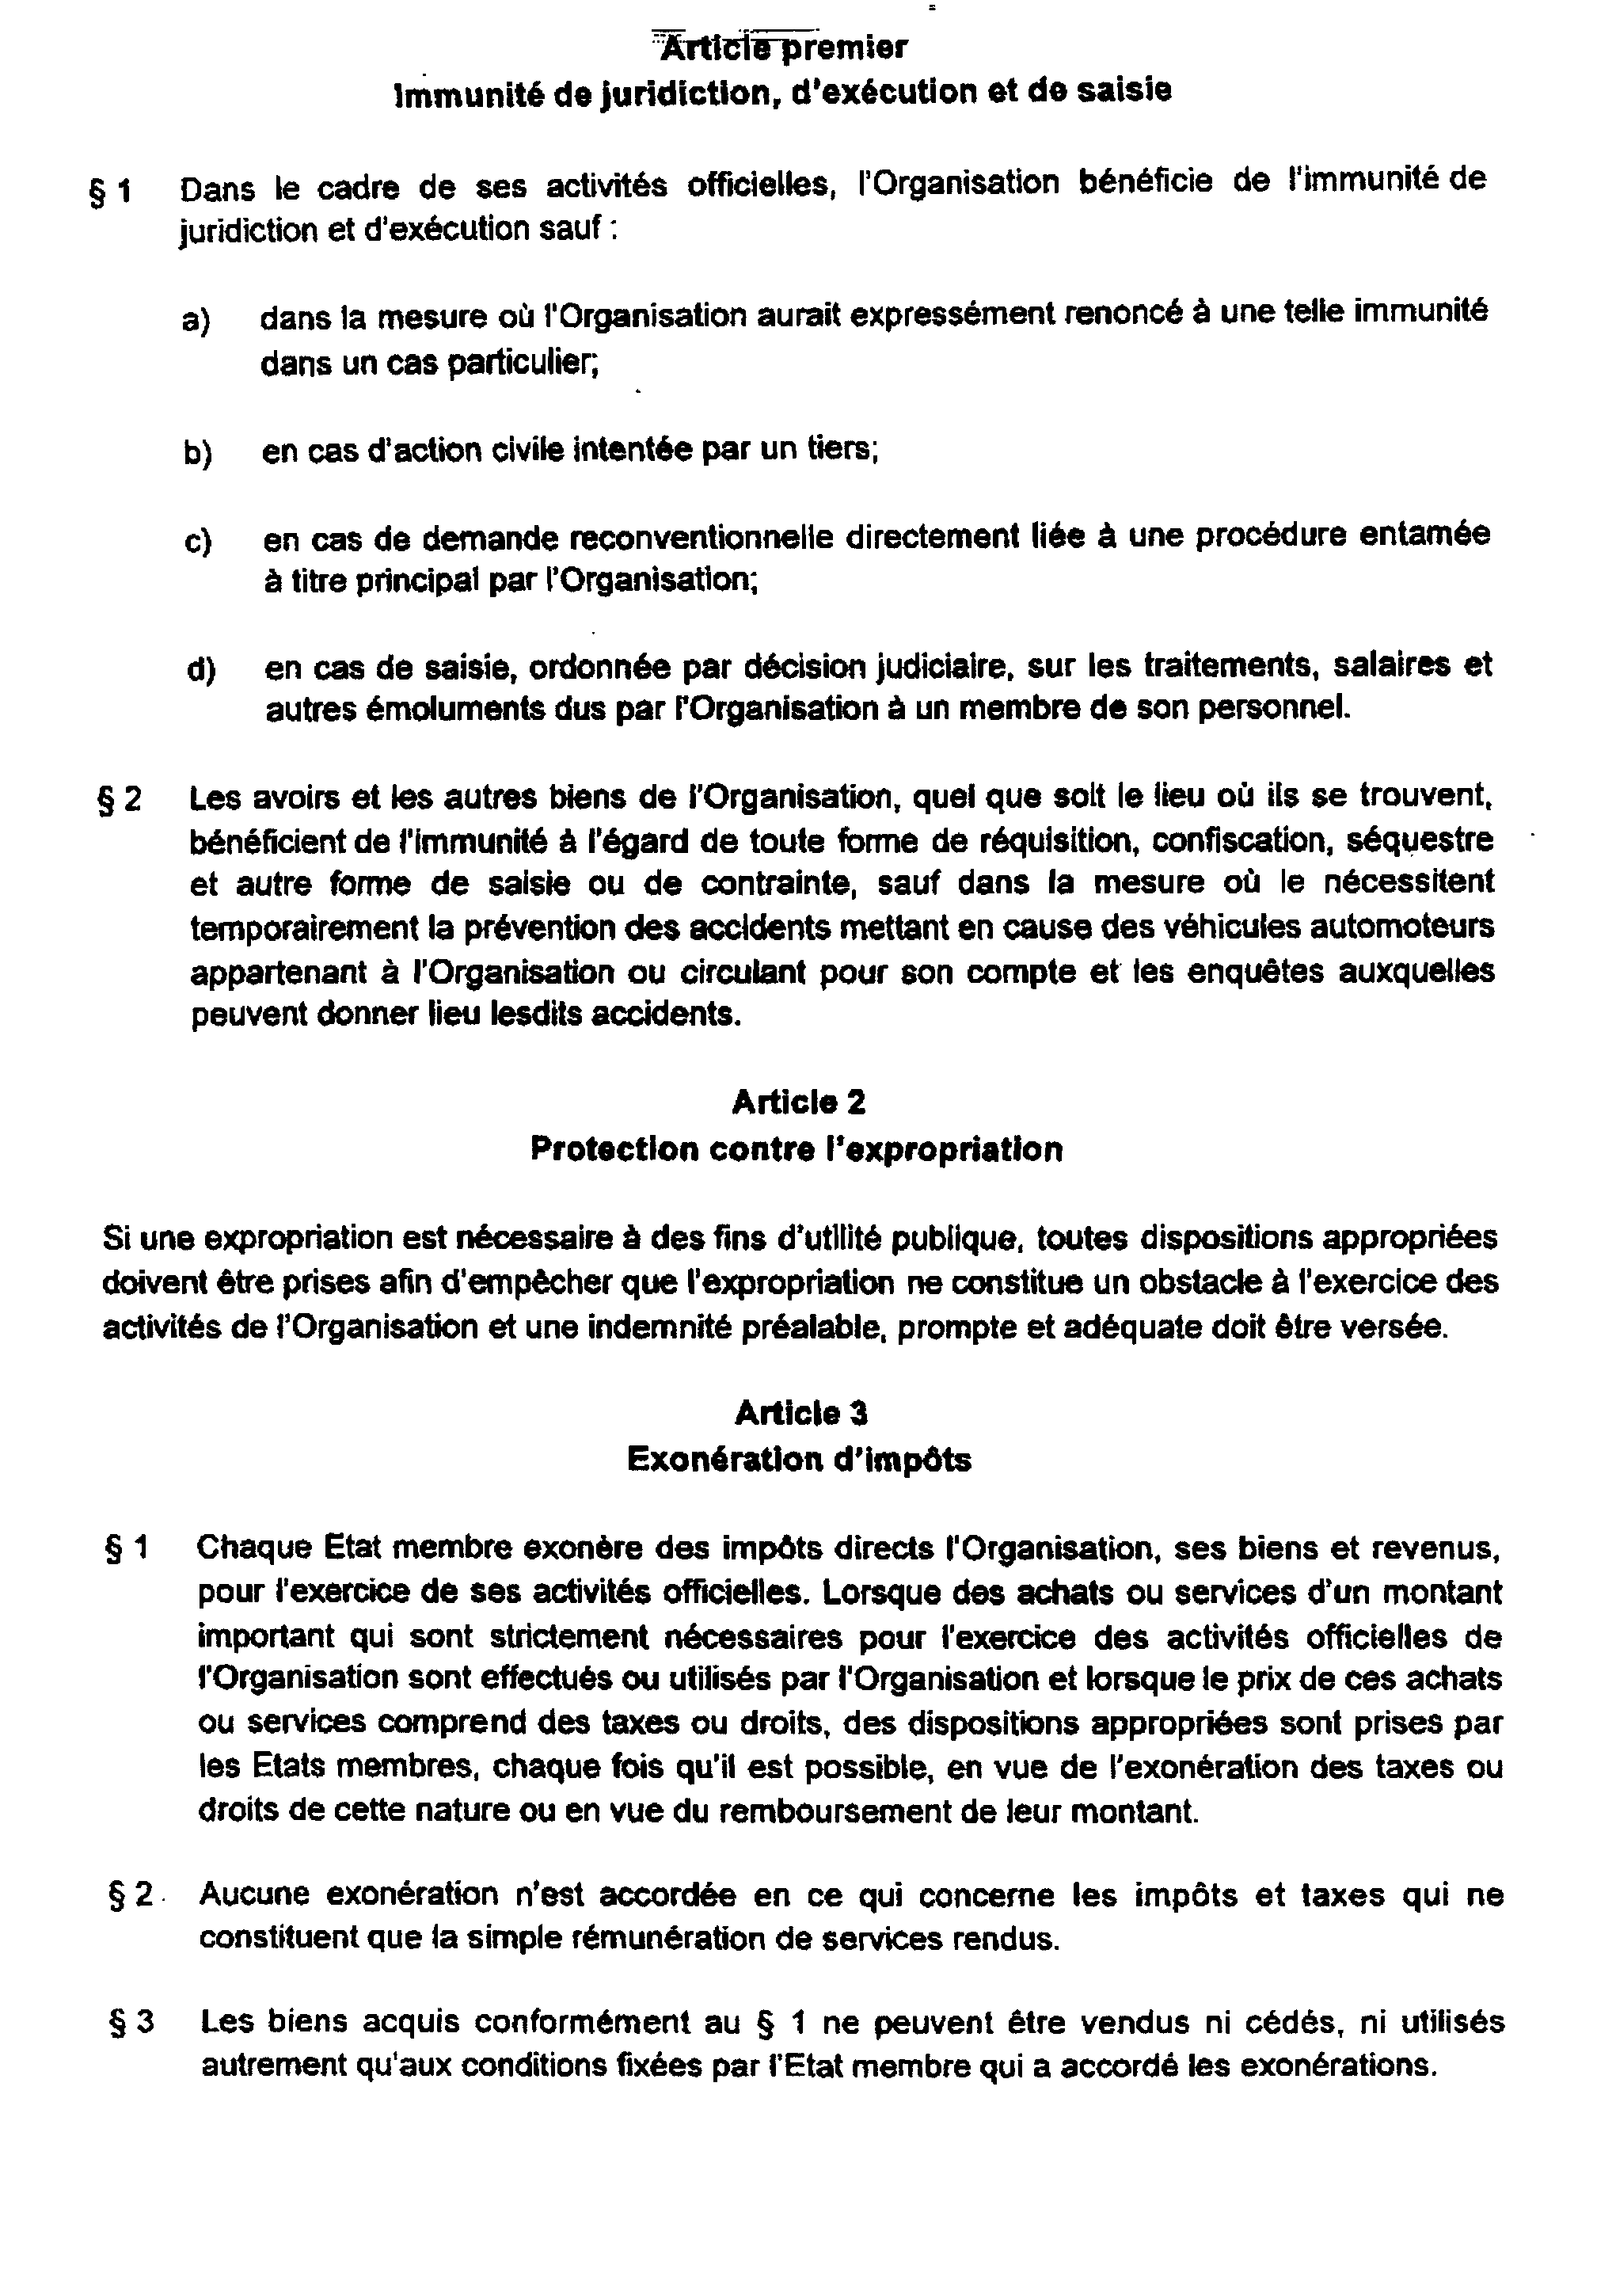 Article premier
Immunité de juridiction, d'exécution et de saisie
§ 1 Dans le cadre de ses activités officielles, l'Organisation bénéficie de l'immunité de
juridiction et d'exécution sauf :
a) dans la mesure où l'Organisation aurait expressément renoncé à une telle immunité
dans un cas particulier;
b) en cas d'action civile intentée par un tiers;
c) en cas de demande reconventionnelle directement liée à une procédure entamée
à titre principal par l'Organisation;
d) en cas de saisie, ordonnée par décision judiciaire, sur les traitements, salaires et
autres émoluments dus par l'Organisation à un membre de son personnel.
§ 2 Les avoirs et les autres biens de l'Organisation, quel que soit le lieu où ils se trouvent,
bénéficient de l'immunité à l'égard de toute forme de réquisition, confiscation, séquestre
et autre forme de saisie ou de contrainte, sauf dans la mesure où le nécessitent
temporairement la prévention des accidents mettant en cause des véhicules automoteurs
appartenant à l'Organisation ou circulant pour son compte et les enquêtes auxquelles
peuvent donner lieu lesdits accidents.
Article 2
Protection contre l'expropriation
Si une expropriation est nécessaire à des fins d'utilité publique, toutes dispositions appropriées
doivent être prises afin d'empêcher que l'expropriation ne constitue un obstacle à l'exercice des
activités de l'Organisation et une indemnité préalable, prompte et adéquate doit être versée.
Article 3
Exonération d'impôts
§ 1 Chaque Etat membre exonère des impôts directs l'Organisation, ses biens et revenus,
pour l'exercice de ses activités officielles. Lorsque des achats ou services d'un montant
important qui sont strictement nécessaires pour l'exercice des activités officielles de
l'Organisation sont effectués ou utilisés par l'Organisation et lorsque le prix de ces achats
ou services comprend des taxes ou droits, des dispositions appropriées sont prises par
les Etats membres, chaque fois qu'il est possible, en vue de l'exonération des taxes ou
droits de cette nature ou en vue du remboursement de leur montant.
§ 2 Aucune exonération n'est accordée en ce qui concerne les impôts et taxes qui ne
constituent que la simple rémunération de services rendus.
§ 3 Les biens acquis conformément au § 1 ne peuvent être vendus ni cédés, ni utilisés
autrement qu'aux conditions fixées par l'Etat membre qui a accordé les exonérations.